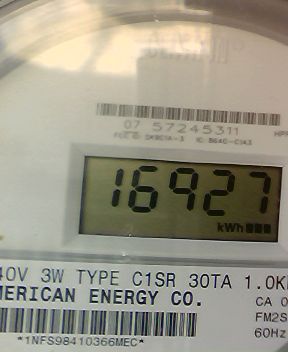 07 57245311
16927
kWh
40V 3W TYPE C1SR 30TA 1.0K
MERICAN ENERGY CO.
CA 0
FM2S
60Hz
*1NFS98410366MEC*